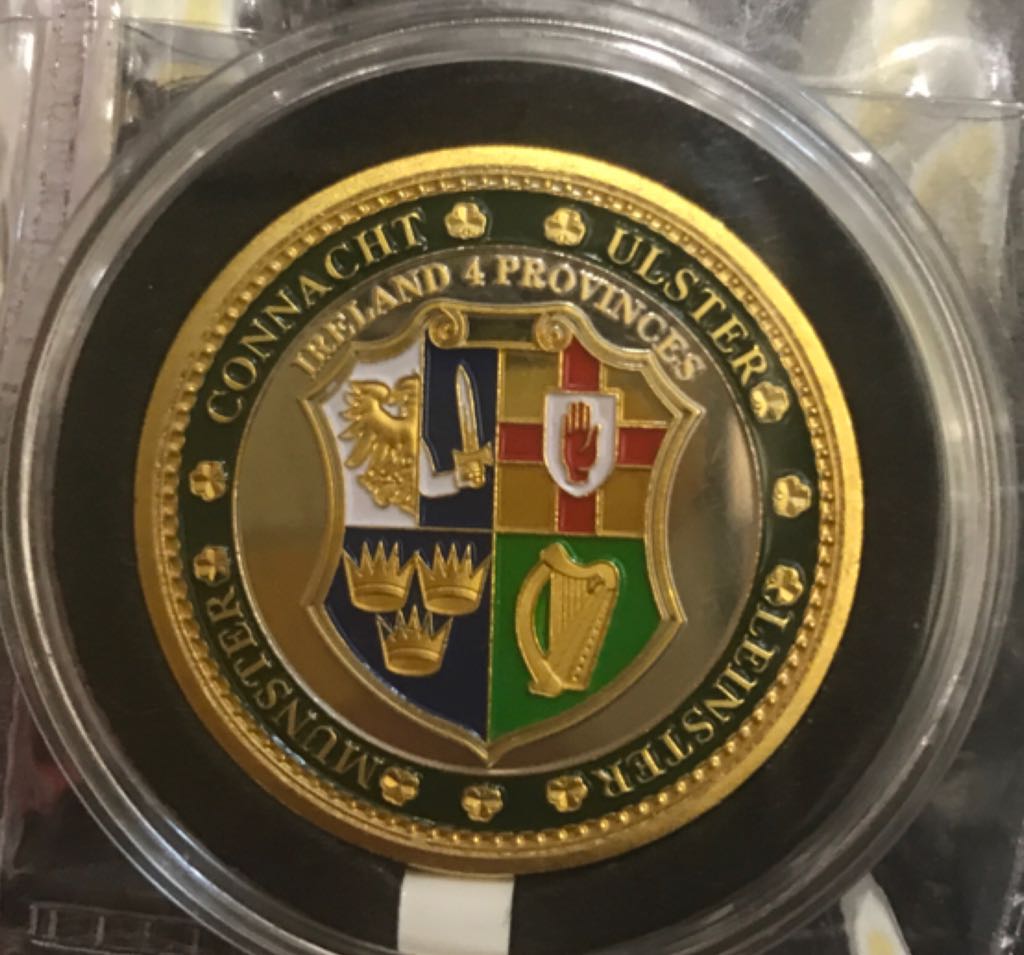 CONNACHT
ULSTER
IRELAND 4 PROVINCES
MUNSTER
LEINSTER